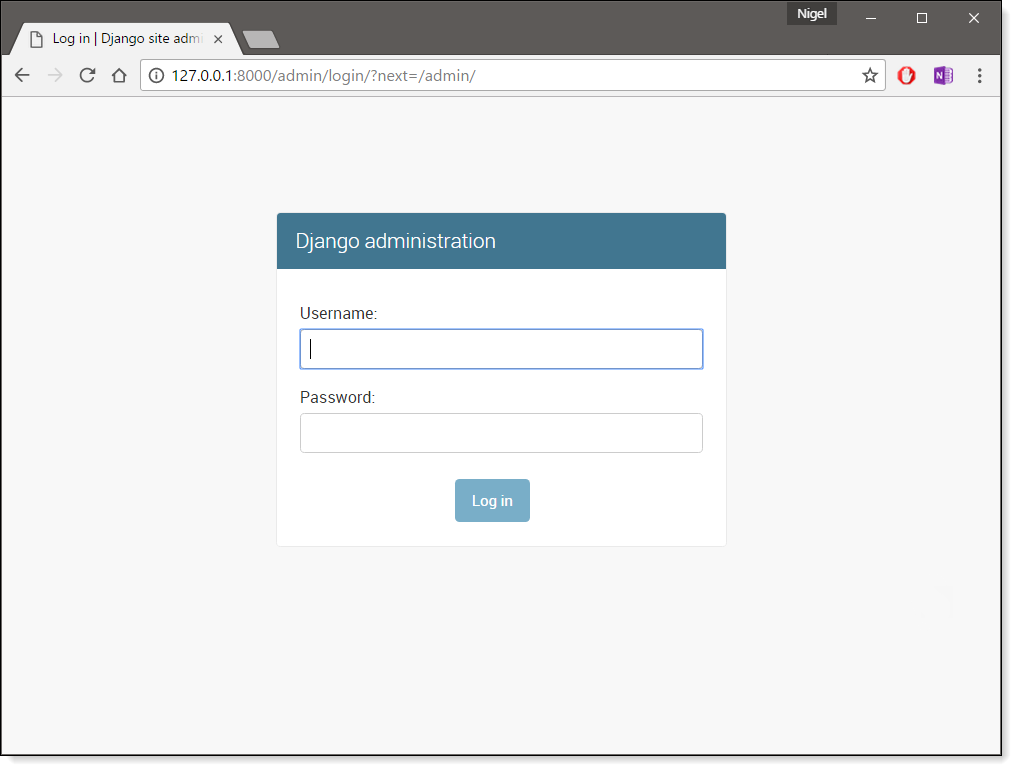 Nigel
Log in | Django site admi
127.0.0.1:8000/admin/login/?next=/admin/
N
Django administration
Username:
Password:
Log in